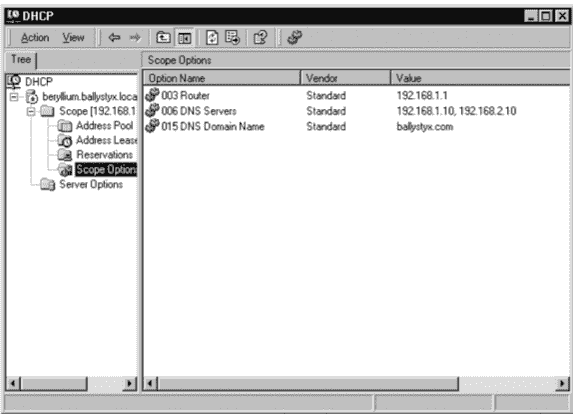 DHCP
Action View
Tree
Scope Options
DHCP
beryllium.ballystyx.loca
Scope [192.168.1
Address Pool
Address Lease
Reservations
Scope Option
Server Options
Option Name Vendor Value
003 Router Standard 192.168.1.1
006 DNS Servers Standard 192.168.1.10, 192.168.2.10
015 DNS Domain Name Standard ballystyx.com